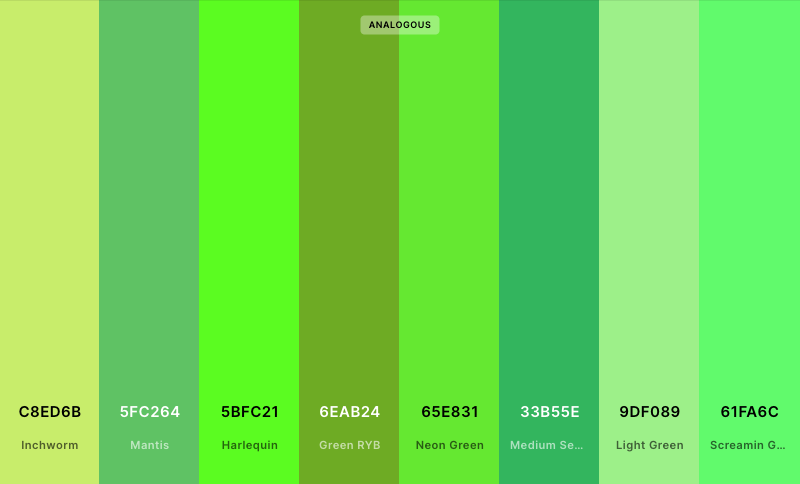 ANALOGOUS
C8ED6B 5FC264 5BFC21 6EAB24 65E831 33B55E 9DF089 61FA6C
Inchworm Mantis Harlequin Green RYB Neon Green Medium Se... Light Green Screamin G...